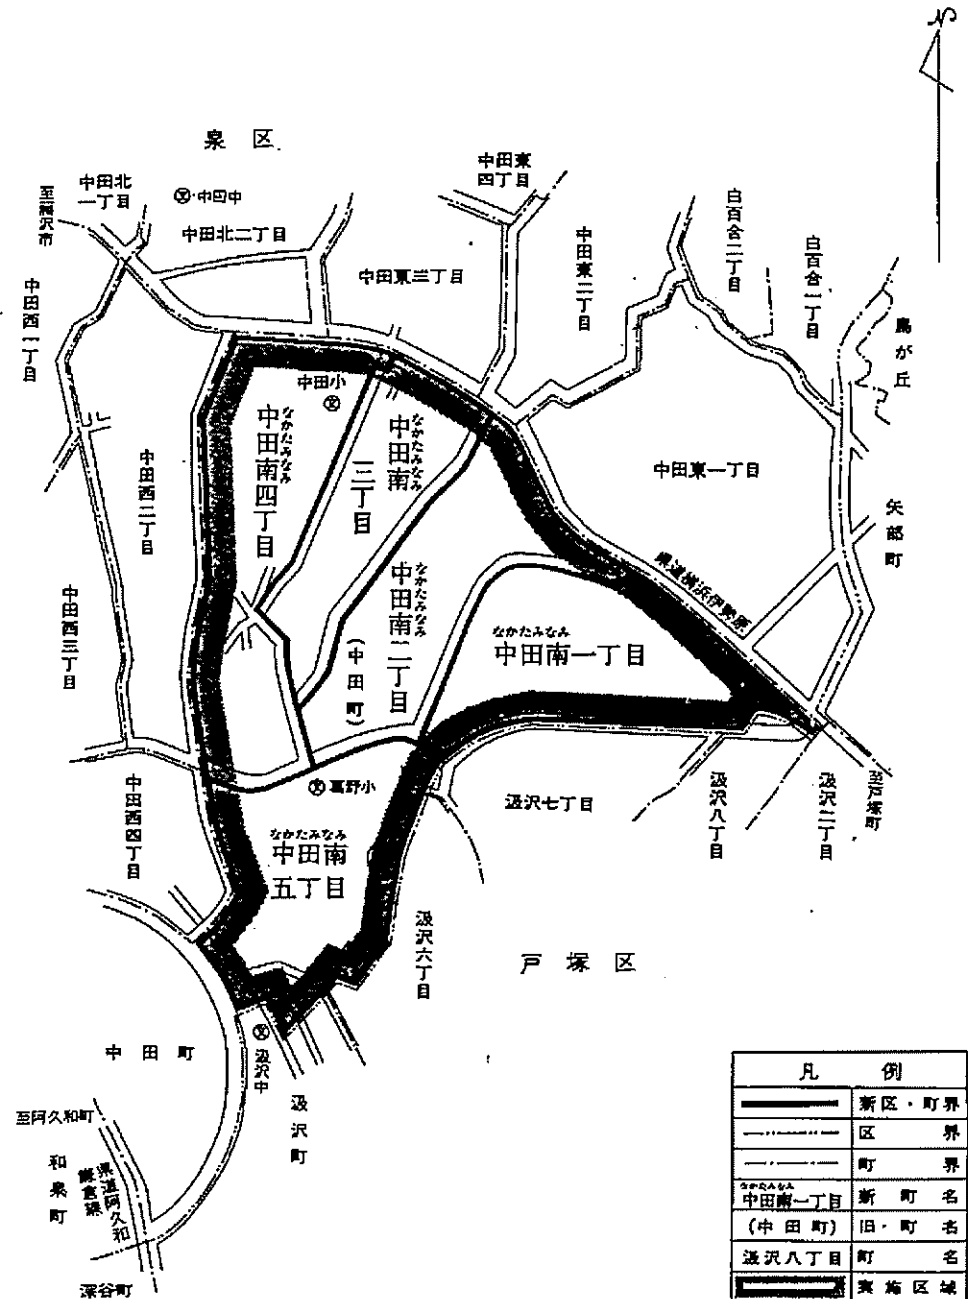 泉区
中田東
四丁目
中田北
一丁目
中田中
至藤沢市
中田北二丁目
中田東三丁目
中田東二丁目
白百合二丁目
白百合一丁目
鳥が丘
中田西一丁目
中田小
なかたみなみ
中田南四丁目
なかたみなみ
中田南
三丁目
中田東一丁目
中田西二丁目
矢部町
県道横浜伊勢原
なかたみなみ
中田南二丁目
(中田町)
なかたみなみ
中田南一丁目
中田西三丁目
中田西四丁目
葛野小
汲沢七丁目
汲沢八丁目
汲沢二丁目
至戸塚町
なかたみなみ
中田南
五丁目
汲沢六丁目
戸塚区
中田町
汲沢中
汲沢町
至阿久和町
和泉町
県道阿久和
鎌倉線
深谷町
凡例
新区・町界
区界
町界
なかたみなみ
中田南一丁目 新町名
(中田町) 旧・町名
汲沢八丁目 町名
実施区域